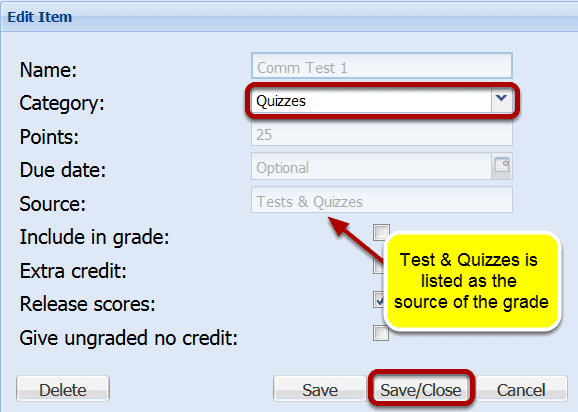 Edit Item
Name: Comm Test 1
Category: Quizzes
Points: 25
Due date: Optional
Source: Tests & Quizzes
Include in grade:
Extra credit:
Release scores:
Give ungraded no credit:
Test & Quizzes is
listed as the
source of the grade
Delete Save Save/Close Cancel